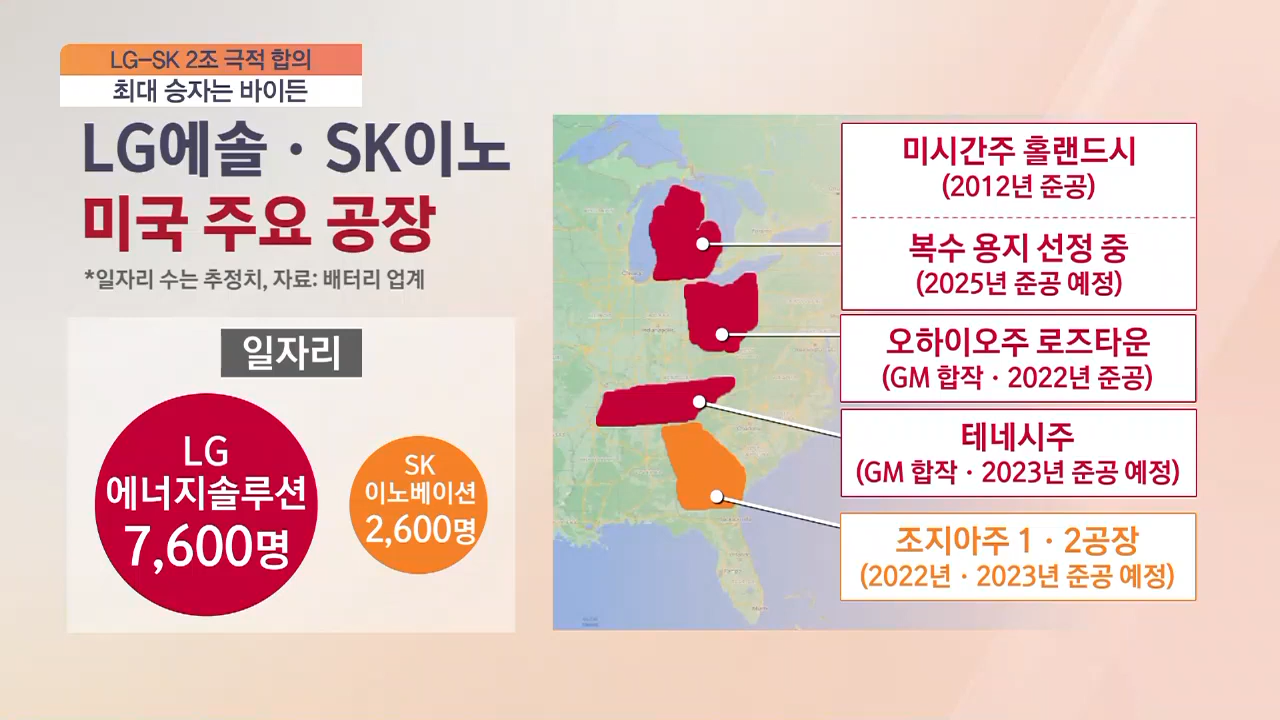 LG-SK 2조 극적 합의
최대 승자는 바이든
LG에솔 · SK이노
미국 주요 공장
*일자리 수는 추정치, 자료: 배터리 업계
일자리
LG
에너지솔루션
7,600명
SK
이노베이션
2,600명
미시간주 홀랜드시
(2012년 준공)
복수 용지 선정 중
(2025년 준공 예정)
오하이오주 로즈타운
(GM 합작 · 2022년 준공)
테네시주
(GM 합작 · 2023년 준공 예정)
조지아주 1 · 2공장
(2022년 · 2023년 준공 예정)